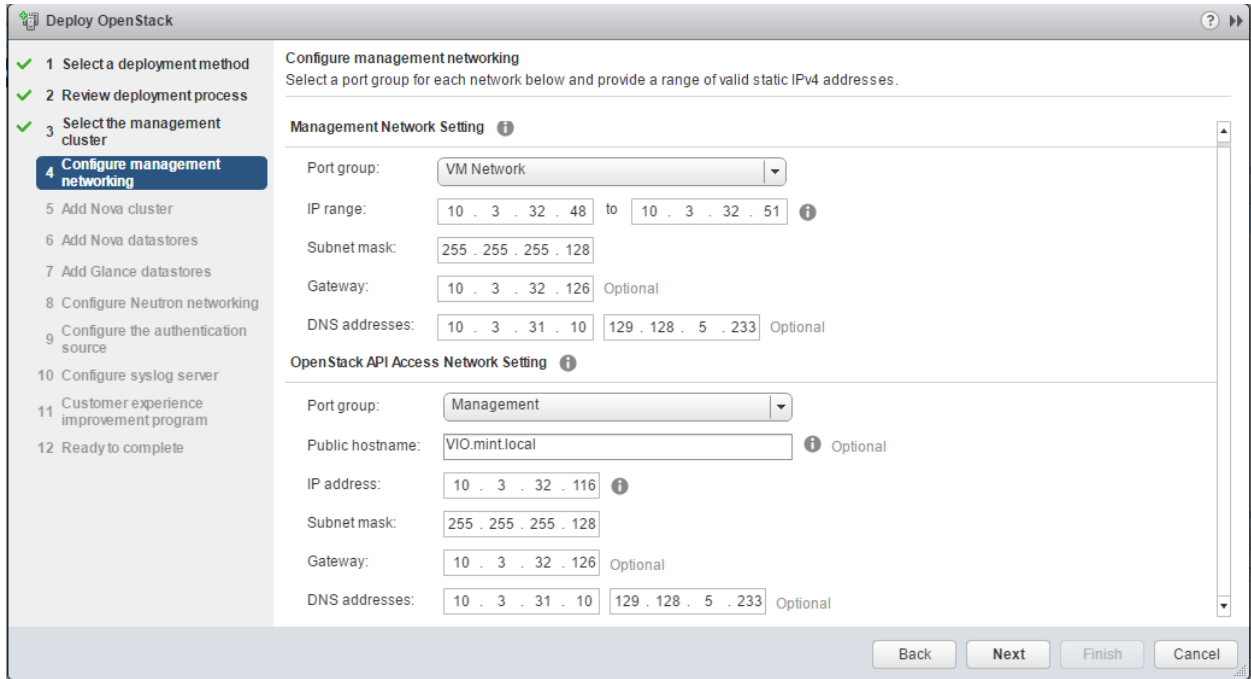 Deploy OpenStack
?
1 Select a deployment method
2 Review deployment process
3 Select the management
cluster
4 Configure management
networking
5 Add Nova cluster
6 Add Nova datastores
7 Add Glance datastores
8 Configure Neutron networking
9 Configure the authentication
source
10 Configure syslog server
11 Customer experience
improvement program
12 Ready to complete
Configure management networking
Select a port group for each network below and provide a range of valid static IPv4 addresses.
Management Network Setting
Port group: VM Network
IP range: 10 . 3 . 32 . 48 to 10 . 3 . 32 . 51
Subnet mask: 255 . 255 . 255 . 128
Gateway: 10 . 3 . 32 . 126 Optional
DNS addresses: 10 . 3 . 31 . 10 129 . 128 . 5 . 233 Optional
OpenStack API Access Network Setting
Port group: Management
Public hostname: VIO.mint.local Optional
IP address: 10 . 3 . 32 . 116
Subnet mask: 255 . 255 . 255 . 128
Gateway: 10 . 3 . 32 . 126 Optional
DNS addresses: 10 . 3 . 31 . 10 129 . 128 . 5 . 233 Optional
Back Next Finish Cancel